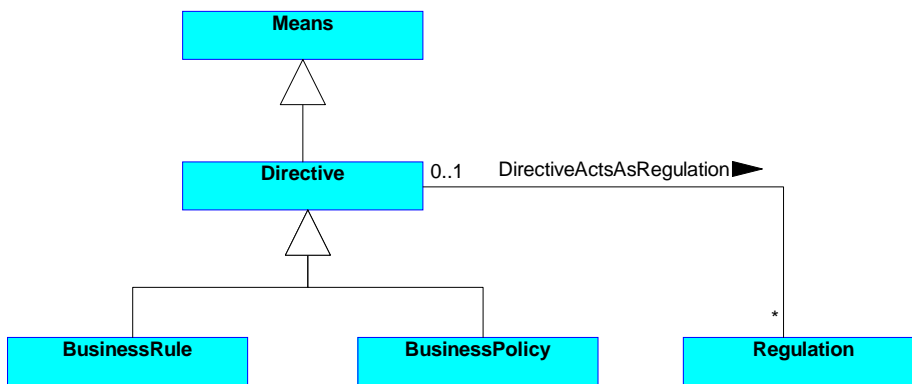 Means
Directive
0..1
DirectiveActsAsRegulation
*
BusinessRule
BusinessPolicy
Regulation